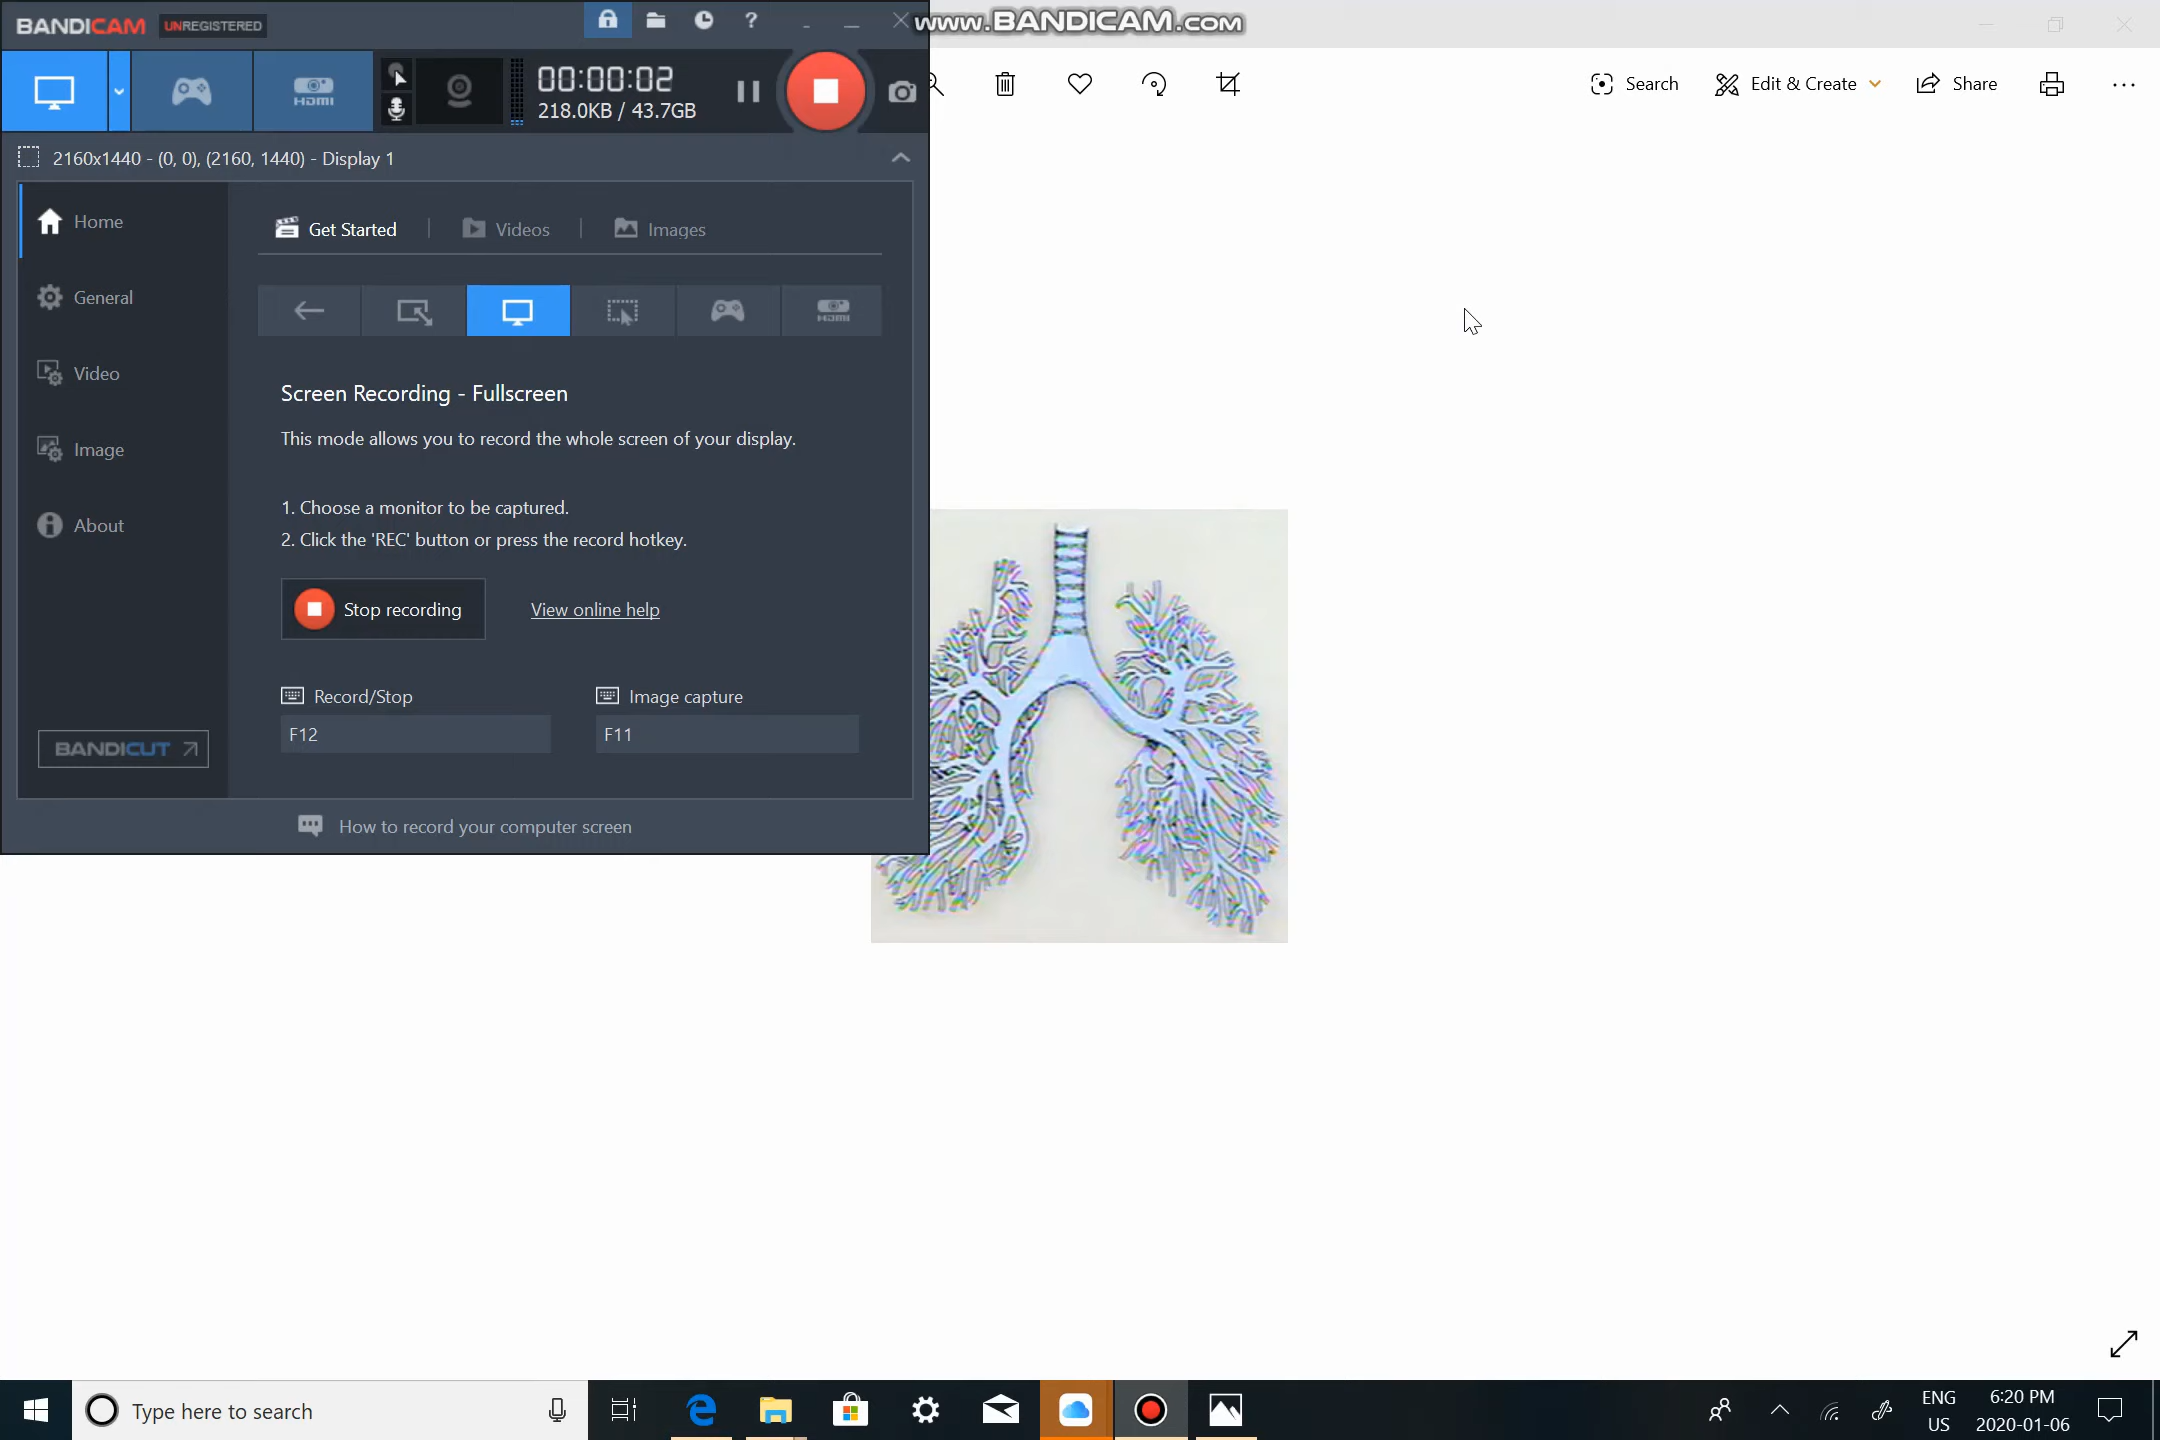 BANDICAM UNREGISTERED
www.BANDICAM.com
HDMI
00:00:02
218.0KB / 43.7GB
Search
Edit & Create
Share
2160x1440 - (0, 0), (2160, 1440) - Display 1
Home
General
Video
Image
About
BANDICUT
Get Started
Videos
Images
HDMI
Screen Recording - Fullscreen
This mode allows you to record the whole screen of your display.
1. Choose a monitor to be captured.
2. Click the 'REC' button or press the record hotkey.
Stop recording
View online help
Record/Stop
Image capture
F12
F11
How to record your computer screen
Type here to search
ENG
US
6:20 PM
2020-01-06